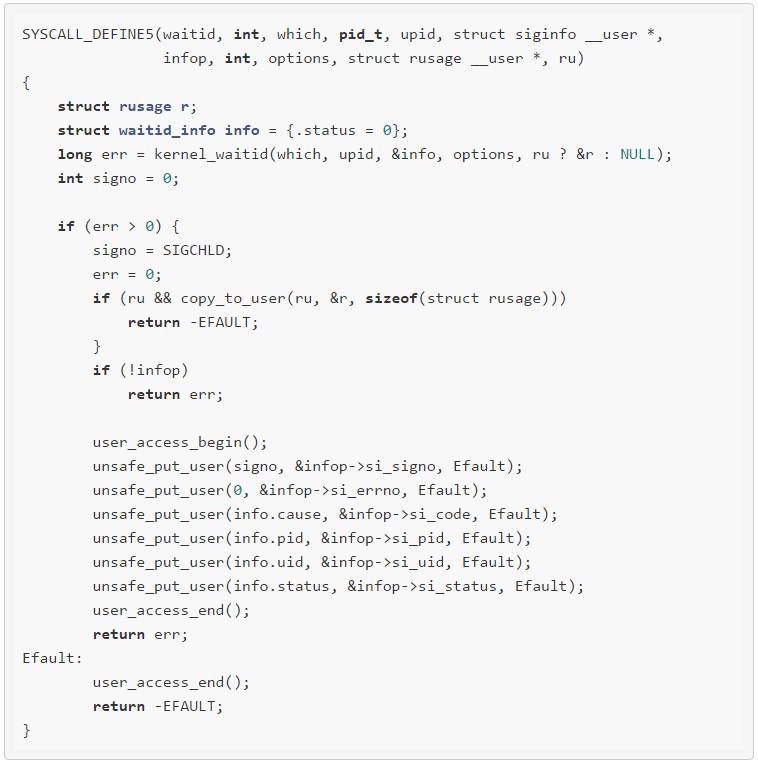 SYSCALL_DEFINE5(waitid, int, which, pid_t, upid, struct siginfo __user *,
                infop, int, options, struct rusage __user *, ru)
{
    struct rusage r;
    struct waitid_info info = {.status = 0};
    long err = kernel_waitid(which, upid, &info, options, ru ? &r : NULL);
    int signo = 0;

    if (err > 0) {
        signo = SIGCHLD;
        err = 0;
        if (ru && copy_to_user(ru, &r, sizeof(struct rusage)))
            return -EFAULT;
        }
        if (!infop)
            return err;

        user_access_begin();
        unsafe_put_user(signo, &infop->si_signo, Efault);
        unsafe_put_user(0, &infop->si_errno, Efault);
        unsafe_put_user(info.cause, &infop->si_code, Efault);
        unsafe_put_user(info.pid, &infop->si_pid, Efault);
        unsafe_put_user(info.uid, &infop->si_uid, Efault);
        unsafe_put_user(info.status, &infop->si_status, Efault);
        user_access_end();
        return err;
Efault:
        user_access_end();
        return -EFAULT;
}